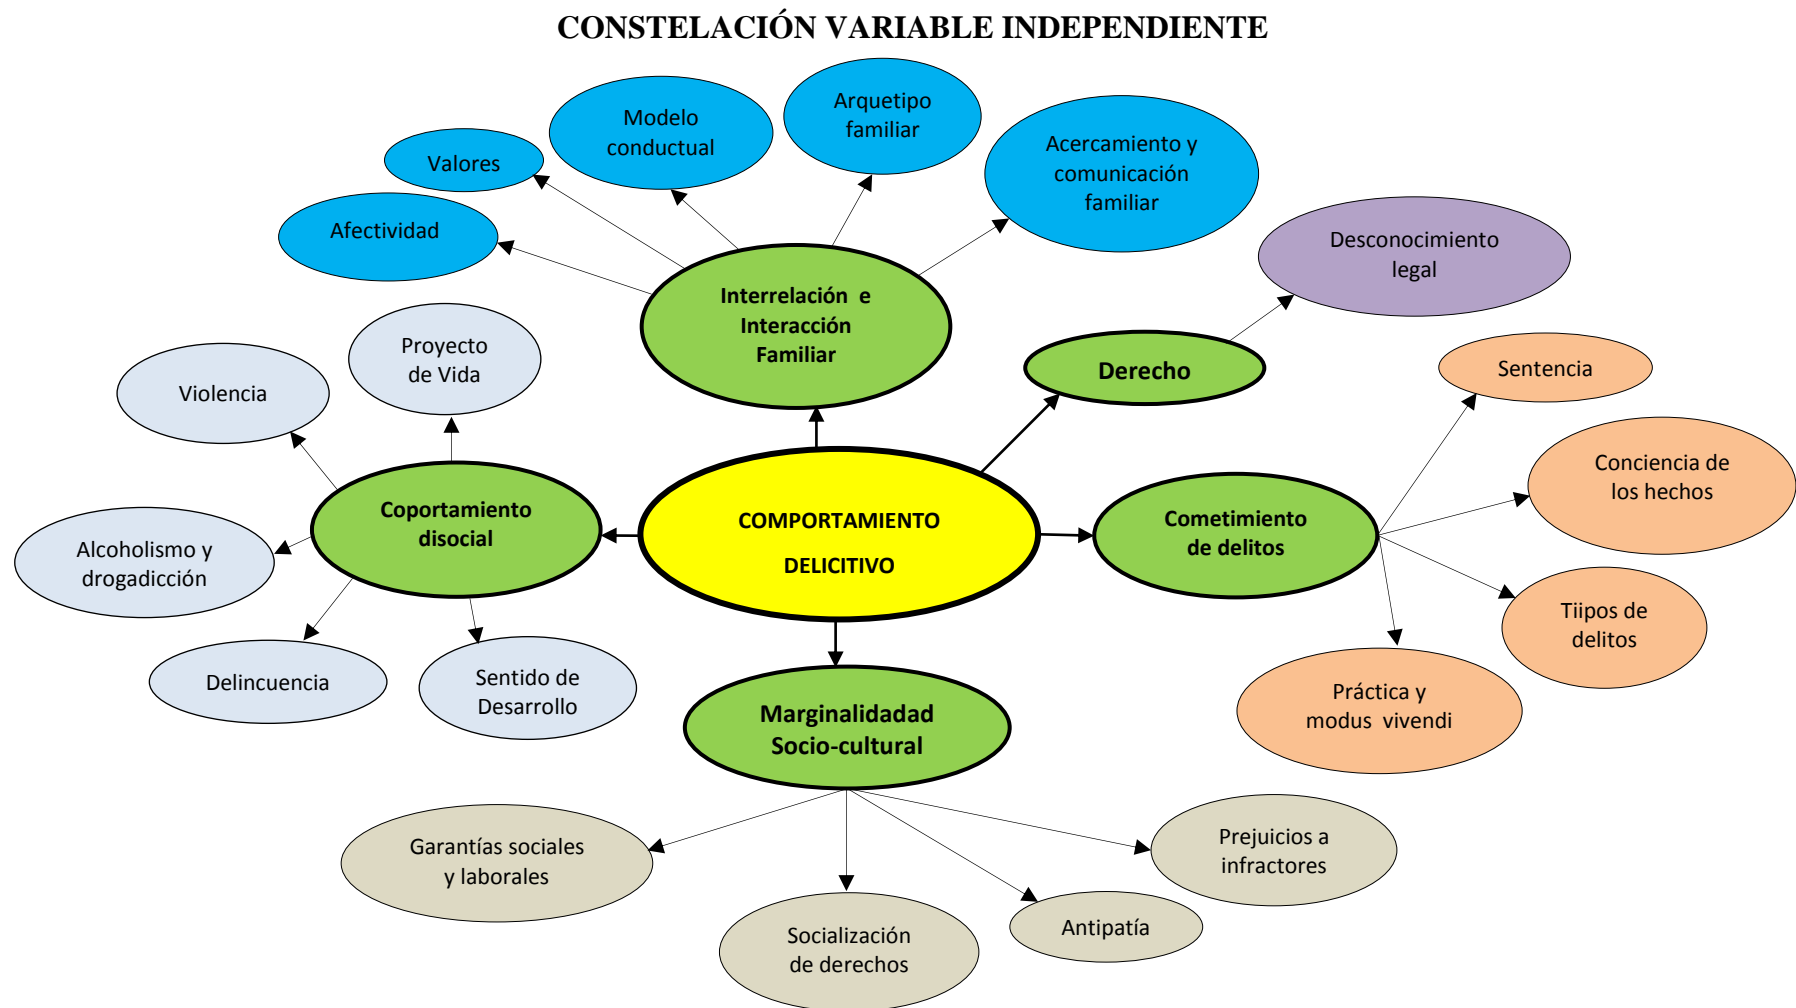 CONSTELACIÓN VARIABLE INDEPENDIENTE
Arquetipo
familiar
Modelo
conductual
Acercamiento y
comunicación
familiar
Valores
Afectividad
Desconocimiento
legal
Interrelación e
Interacción
Familiar
Proyecto
de Vida
Derecho
Sentencia
Violencia
Conciencia de
los hechos
Coportamiento
disocial
COMPORTAMIENTO
DELICITIVO
Cometimiento
de delitos
Alcoholismo y
drogadicción
Tiipos de
delitos
Delincuencia
Sentido de
Desarrollo
Práctica y
modus vivendi
Marginalidadad
Socio-cultural
Garantías sociales
y laborales
Prejuicios a
infractores
Socialización
de derechos
Antipatía